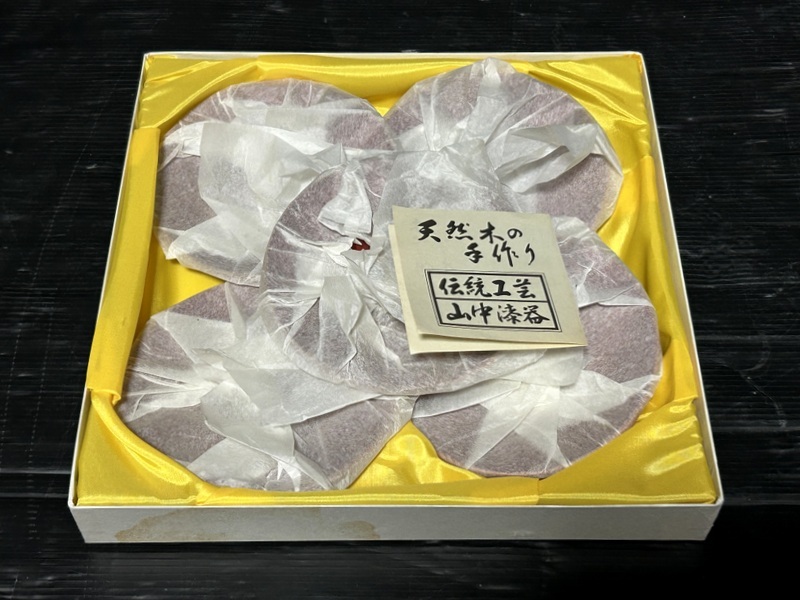 天然木の
手作り
伝統工芸
山中漆器